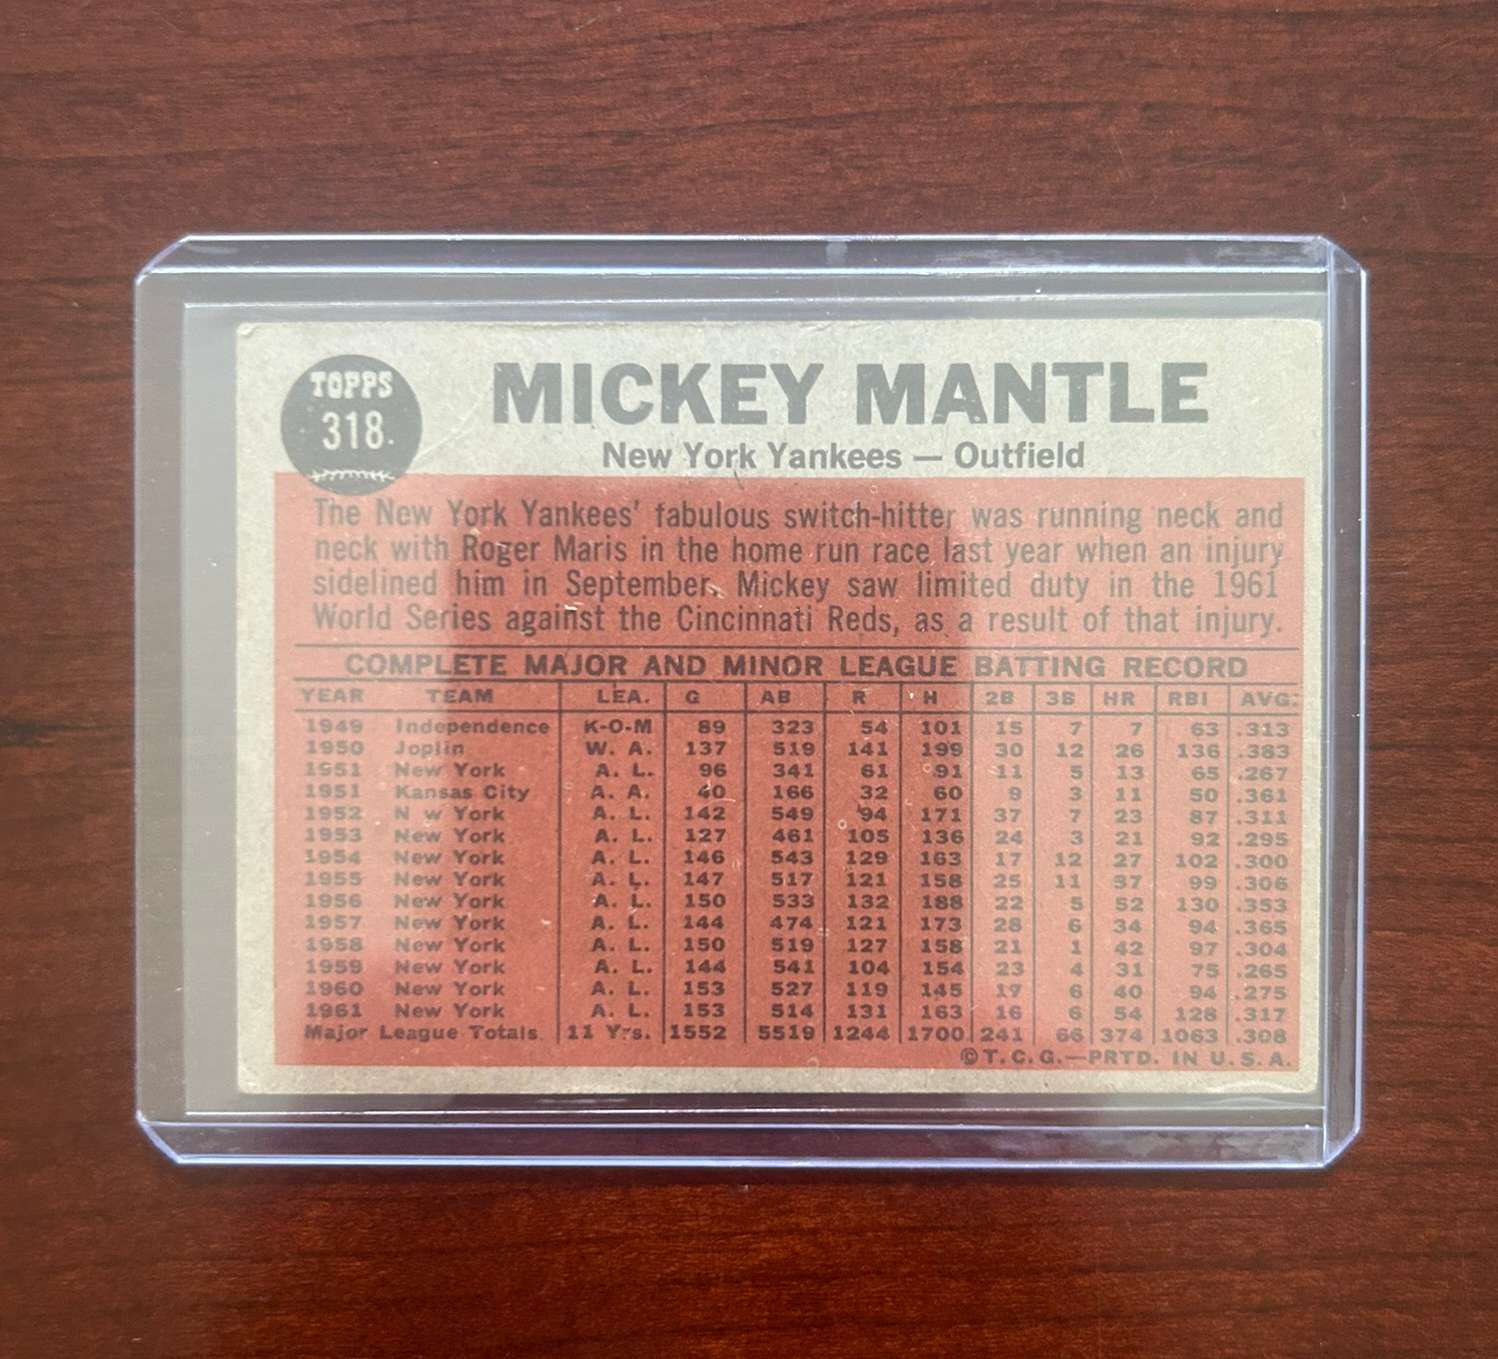 TOPPS
318.
MICKEY MANTLE
New York Yankees — Outfield
The New York Yankees' fabulous switch-hitter was running neck and
neck with Roger Maris in the home run race last year when an injury
sidelined him in September. Mickey saw limited duty in the 1961
World Series against the Cincinnati Reds, as a result of that injury.
COMPLETE MAJOR AND MINOR LEAGUE BATTING RECORD
YEAR TEAM LEA. G AB R H 2B 3B HR RBI AVG.
1949 Independence K-O-M 89 323 54 101 15 7 7 63 .313
1950 Joplin W. A. 137 519 141 199 30 12 26 136 .383
1951 New York A. L. 96 341 61 91 11 5 13 65 .267
1951 Kansas City A. A. 40 166 32 60 9 3 11 50 .361
1952 N w York A. L. 142 549 94 171 37 7 23 87 .311
1953 New York A. L. 127 461 105 136 24 3 21 92 .295
1954 New York A. L. 146 543 129 163 17 12 27 102 .300
1955 New York A. L. 147 517 121 158 25 11 37 99 .306
1956 New York A. L. 150 533 132 188 22 5 52 130 .353
1957 New York A. L. 144 474 121 173 28 6 34 94 .365
1958 New York A. L. 150 519 127 158 21 1 42 97 .304
1959 New York A. L. 144 541 104 154 23 4 31 75 .265
1960 New York A. L. 153 527 119 145 17 6 40 94 .275
1961 New York A. L. 153 514 131 163 16 6 54 128 .317
Major League Totals 11 Yrs. 1552 5519 1244 1700 241 66 374 1063 .308
©T.C.G.—PRTD. IN U.S.A.